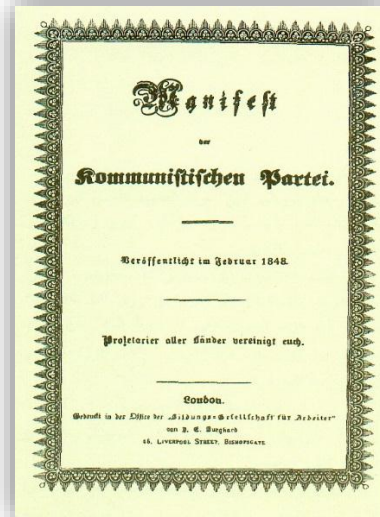 Manifest
der
Kommunistischen Partei.
Veröffentlicht im Februar 1848.
Proletarier aller Länder vereinigt euch.
London.
Gedruckt in der Office der „Bildungs=Gesellschaft für Arbeiter“
von J. E. Burghard
46, LIVERPOOL STREET, BISHOPSGATE